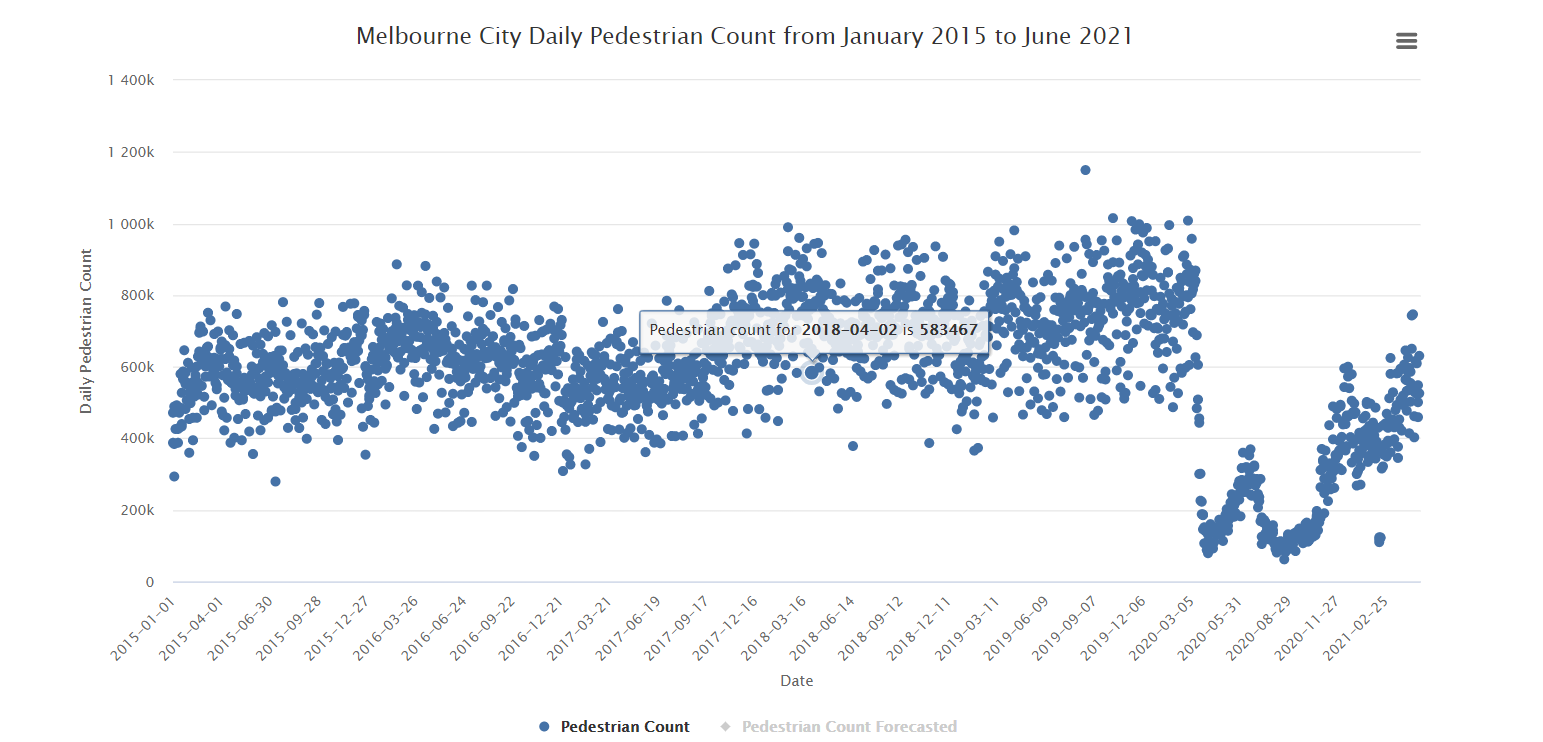 Melbourne City Daily Pedestrian Count from January 2015 to June 2021
Daily Pedestrian Count
1 400k
1 200k
1 000k
800k
600k
400k
200k
0
Pedestrian count for 2018-04-02 is 583467
2015-01-01
2015-04-01
2015-06-30
2015-09-28
2015-12-27
2016-03-26
2016-06-24
2016-09-22
2016-12-21
2017-03-21
2017-06-19
2017-09-17
2017-12-16
2018-03-16
2018-06-14
2018-09-12
2018-12-11
2019-03-11
2019-06-09
2019-09-07
2019-12-06
2020-03-05
2020-05-31
2020-08-29
2020-11-27
2021-02-25
Date
Pedestrian Count
Pedestrian Count Forecasted